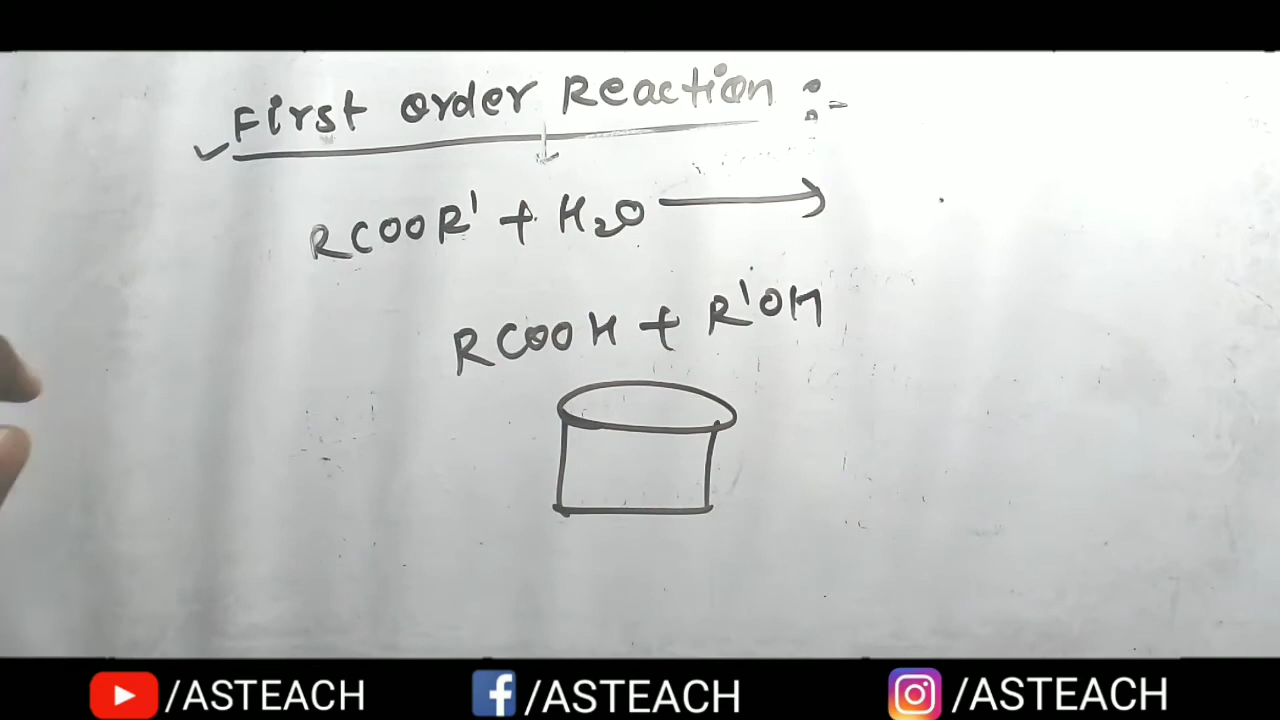 First Order Reaction :-
RCOOR' + H₂O ⟶
RCOOH + R'OH
/ASTEACH /ASTEACH /ASTEACH